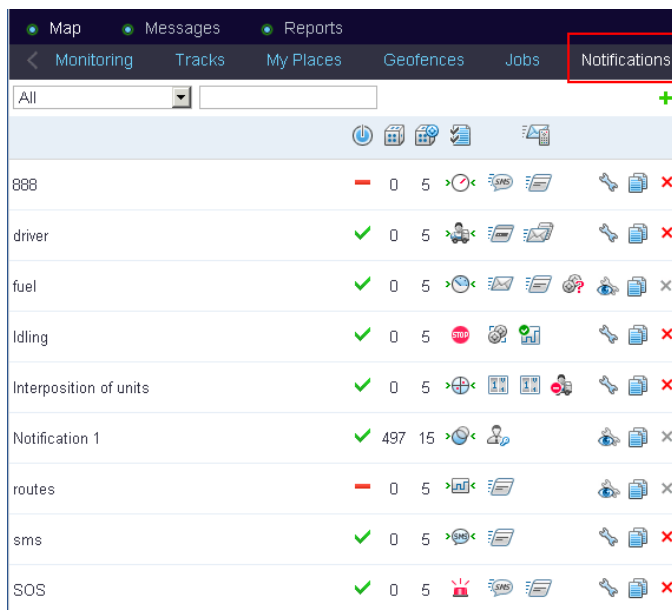 Map Messages Reports
Monitoring Tracks My Places Geofences Jobs Notifications
All
888 0 5 SMS
driver 0 5
fuel 0 5 ?
Idling 0 5 STOP
Interposition of units 0 5
Notification 1 497 15
routes 0 5
sms 0 5 SMS
SOS 0 5 SMS